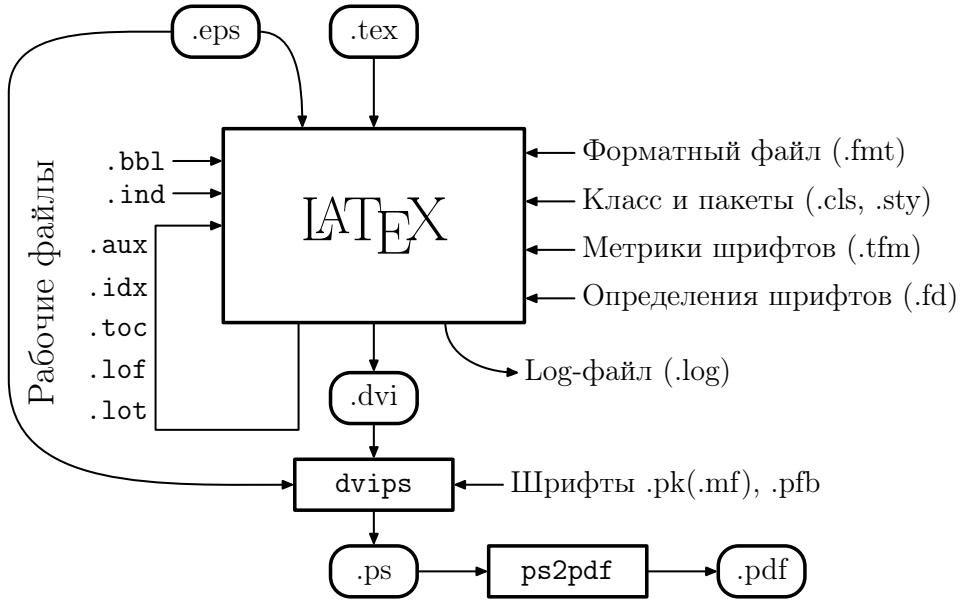 .eps
.tex
Рабочие файлы
.bbl
.ind
.aux
.idx
.toc
.lof
.lot
LATEX
Форматный файл (.fmt)
Класс и пакеты (.cls, .sty)
Метрики шрифтов (.tfm)
Определения шрифтов (.fd)
Log-файл (.log)
.dvi
dvips
Шрифты .pk(.mf), .pfb
.ps
ps2pdf
.pdf